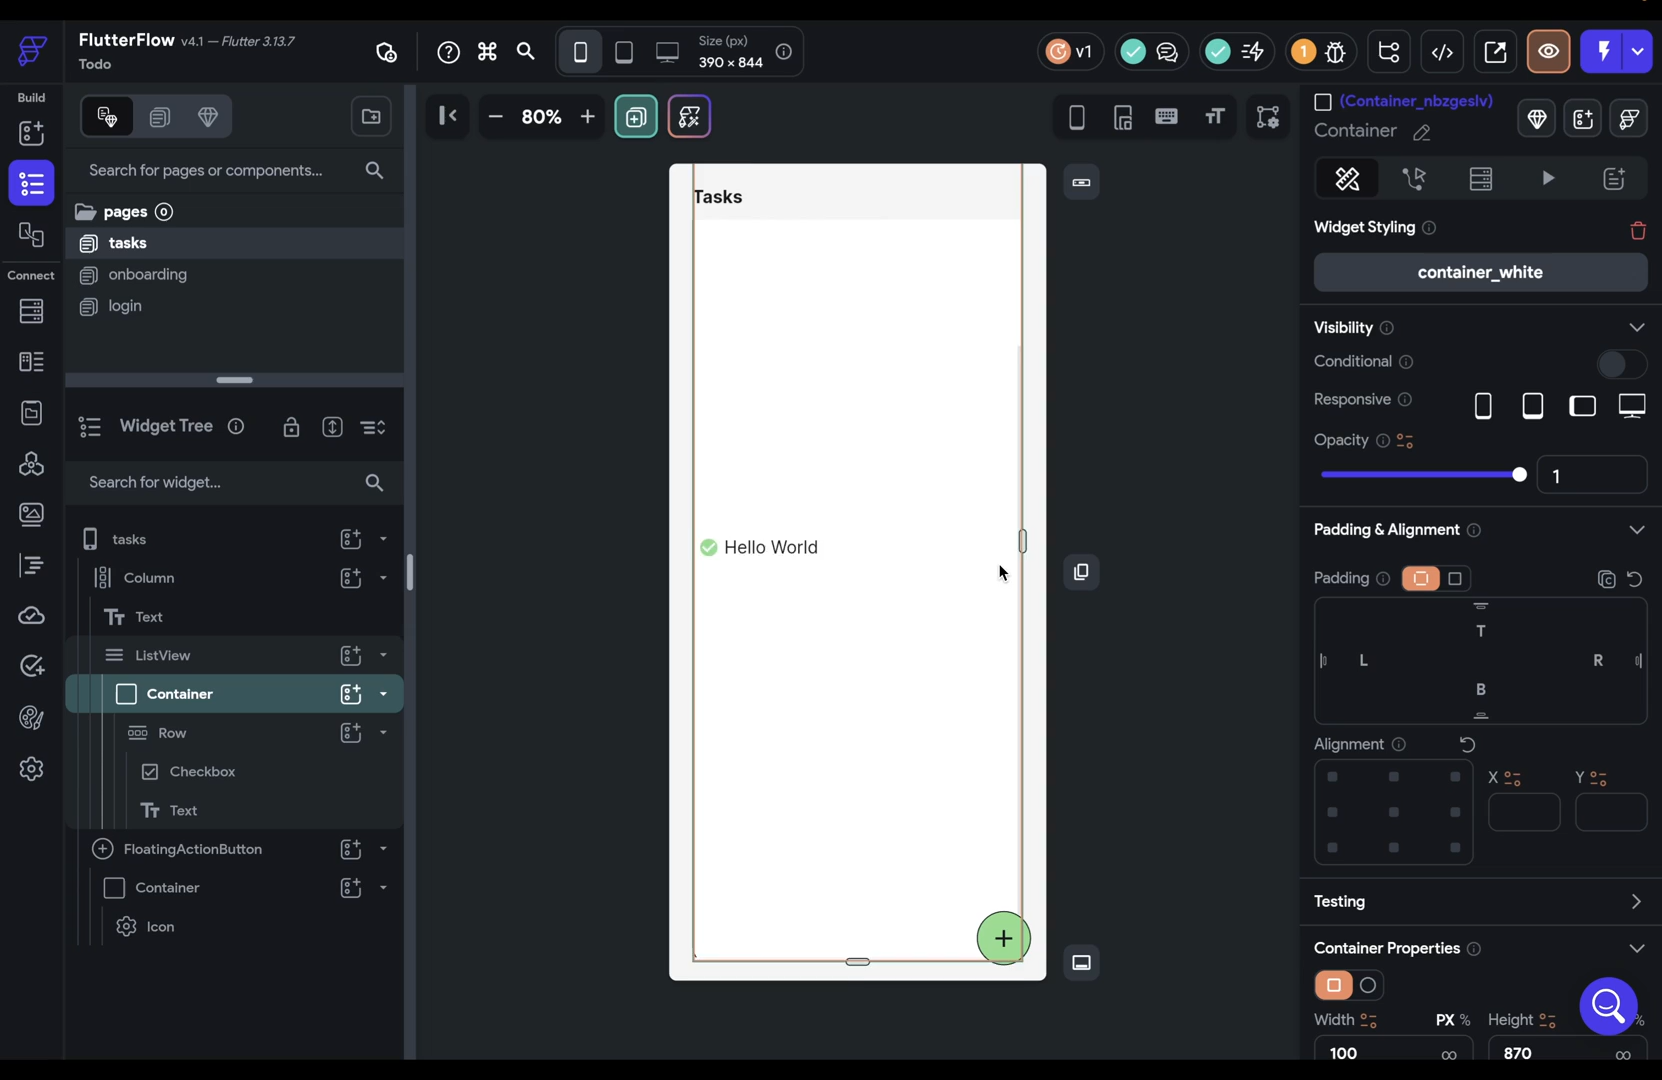 FlutterFlow v4.1 — Flutter 3.13.7
Todo
Size (px)
390 × 844
v1
1
Build
Connect
Search for pages or components...
pages 0
tasks
onboarding
login
Widget Tree
Search for widget...
tasks
Column
Text
ListView
Container
Row
Checkbox
Text
FloatingActionButton
Container
Icon
80%
Tasks
Hello World
(Container_nbzgeslv)
Container
Widget Styling
container_white
Visibility
Conditional
Responsive
Opacity
1
Padding & Alignment
Padding
T
L R
B
Alignment
X Y
Testing
Container Properties
Width PX % Height %
100 ∞ 870 ∞